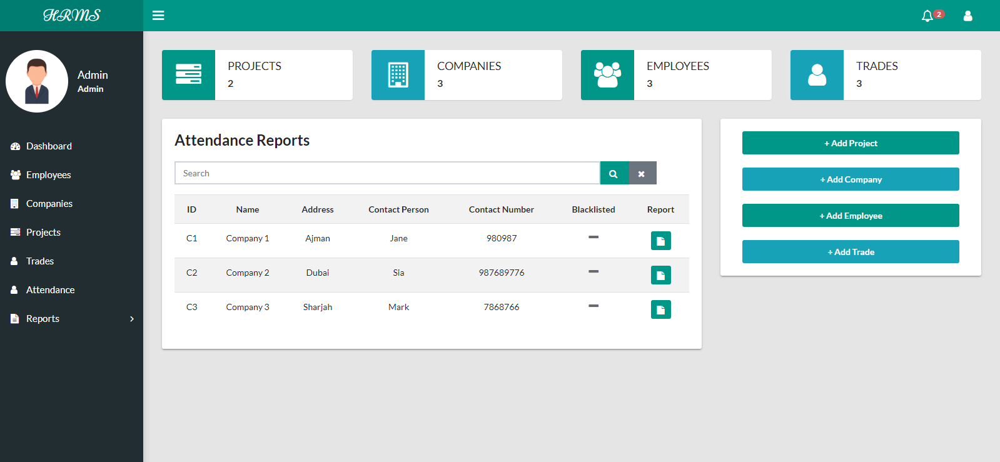 HRMS
2
Admin
Admin
Dashboard
Employees
Companies
Projects
Trades
Attendance
Reports
PROJECTS
2
COMPANIES
3
EMPLOYEES
3
TRADES
3
Attendance Reports
Search
ID Name Address Contact Person Contact Number Blacklisted Report
C1 Company 1 Ajman Jane 980987
C2 Company 2 Dubai Sia 987689776
C3 Company 3 Sharjah Mark 7868766
+ Add Project
+ Add Company
+ Add Employee
+ Add Trade